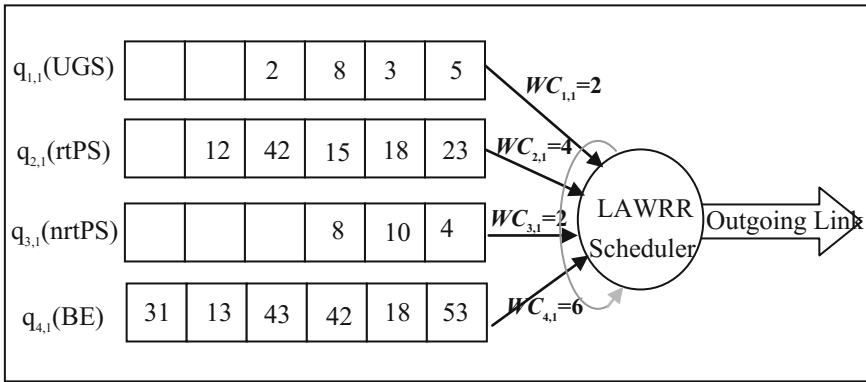 q1,1(UGS) 2 8 3 5 WC1,1=2
q2,1(rtPS) 12 42 15 18 23 WC2,1=4
q3,1(nrtPS) 8 10 4 WC3,1=2
q4,1(BE) 31 13 43 42 18 53 WC4,1=6
LAWRR
Scheduler
Outgoing Link